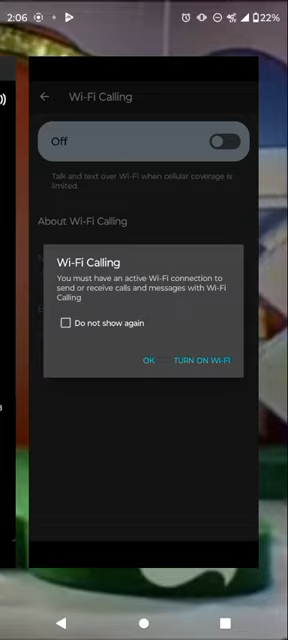 2:06
22%
Wi-Fi Calling
Off
Talk and text over Wi-Fi when cellular coverage is
limited.
About Wi-Fi Calling
Wi-Fi Calling
You must have an active Wi-Fi connection to
send or receive calls and messages with Wi-Fi
Calling
Do not show again
OK TURN ON WI-FI